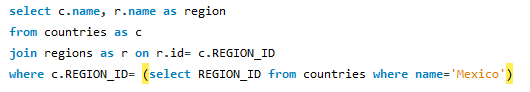 select c.name, r.name as region
from countries as c
join regions as r on r.id= c.REGION_ID
where c.REGION_ID= (select REGION_ID from countries where name='Mexico')